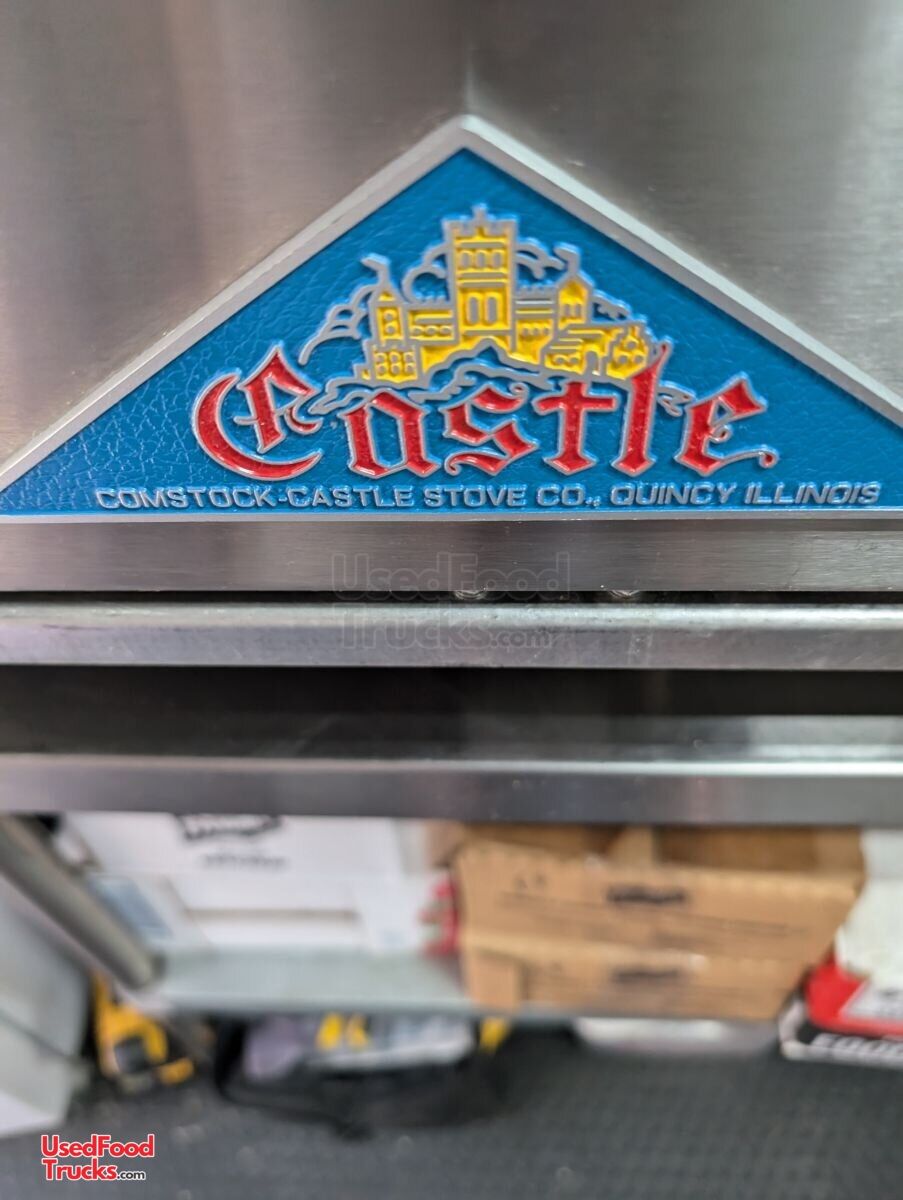 Castle
COMSTOCK-CASTLE STOVE CO., QUINCY ILLINOIS
UsedFood
Trucks.com
UsedFood
Trucks.com